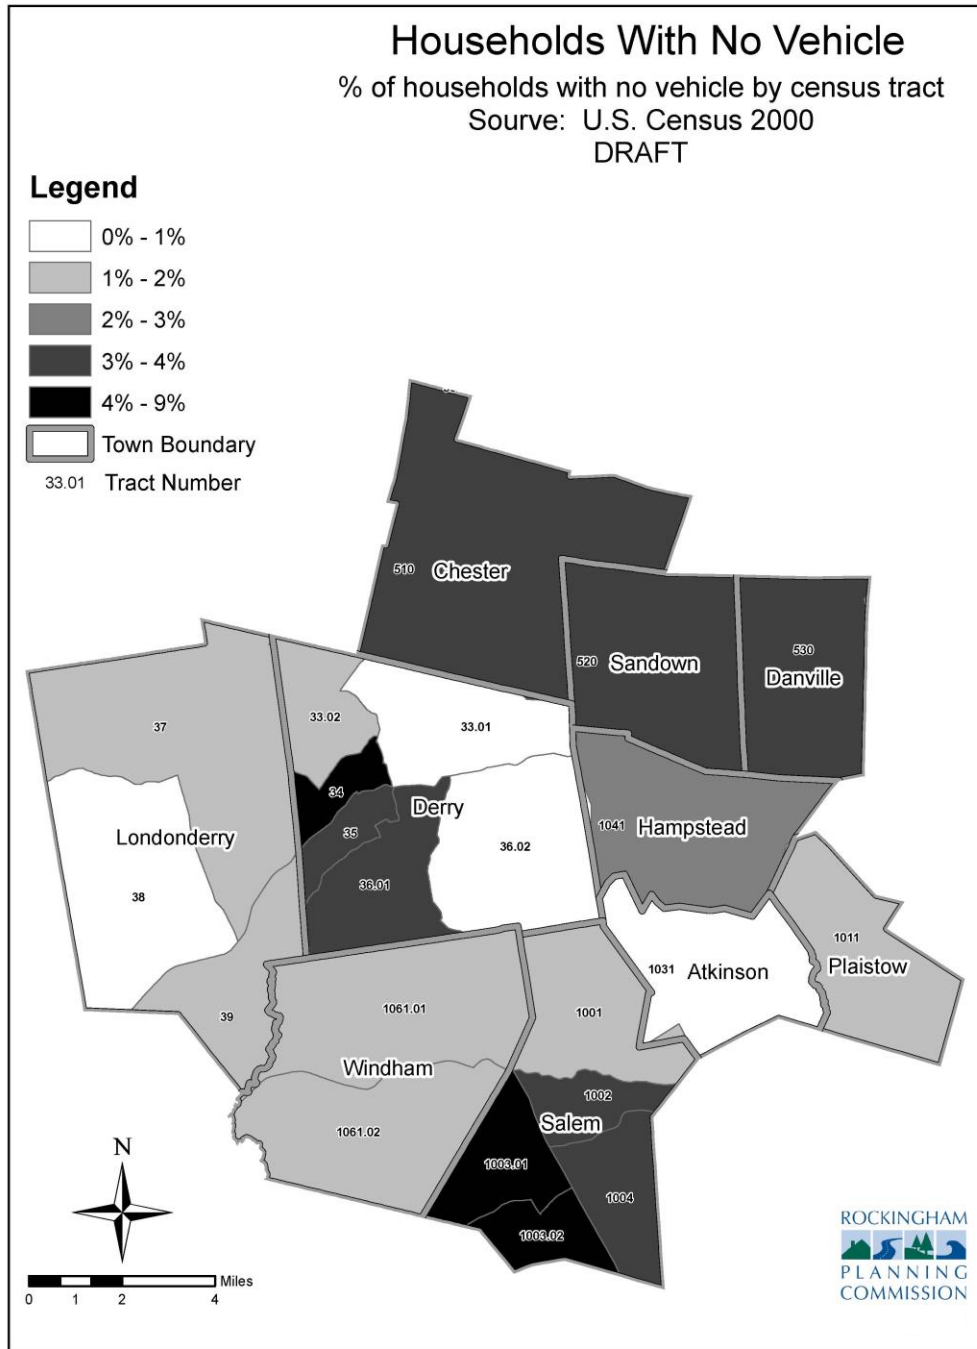 Households With No Vehicle
% of households with no vehicle by census tract
Sourve: U.S. Census 2000
DRAFT
Legend
0% - 1%
1% - 2%
2% - 3%
3% - 4%
4% - 9%
Town Boundary
33.01 Tract Number
510 Chester
520 Sandown
530
Danville
33.02
33.01
37
34
Derry
35
1041 Hampstead
Londonderry
36.02
36.01
38
1011
Plaistow
1031 Atkinson
1061.01
1001
39
Windham
1002
Salem
1061.02
1003.01
1004
1003.02
N
0 1 2 4 Miles
ROCKINGHAM
PLANNING
COMMISSION